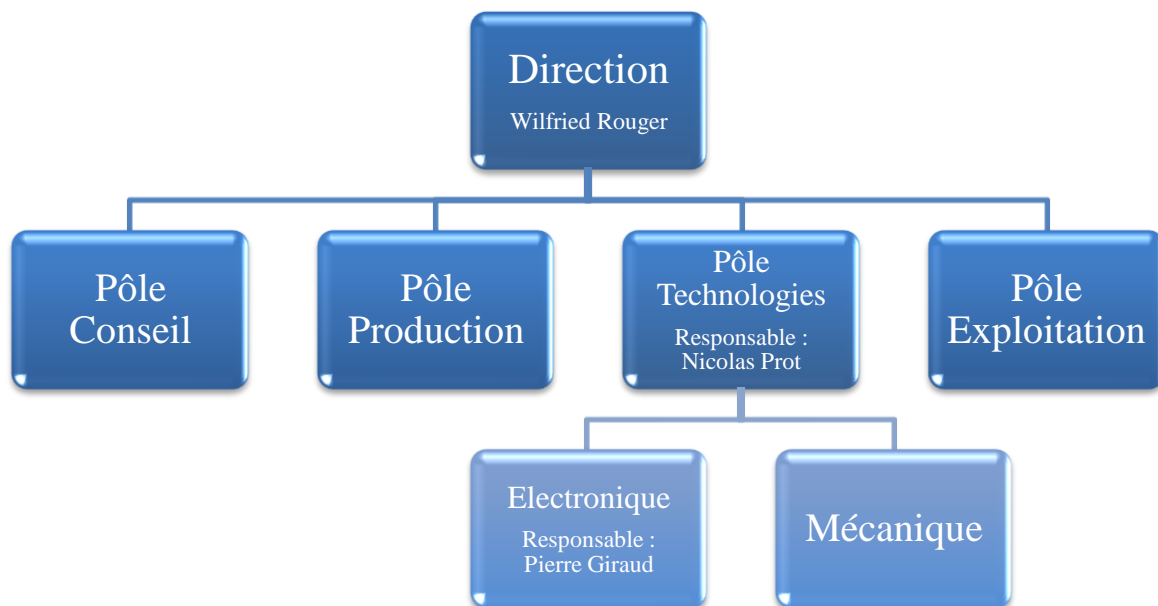 Direction
Wilfried Rouger
Pôle
Conseil
Pôle
Production
Pôle
Technologies
Responsable :
Nicolas Prot
Pôle
Exploitation
Electronique
Responsable :
Pierre Giraud
Mécanique